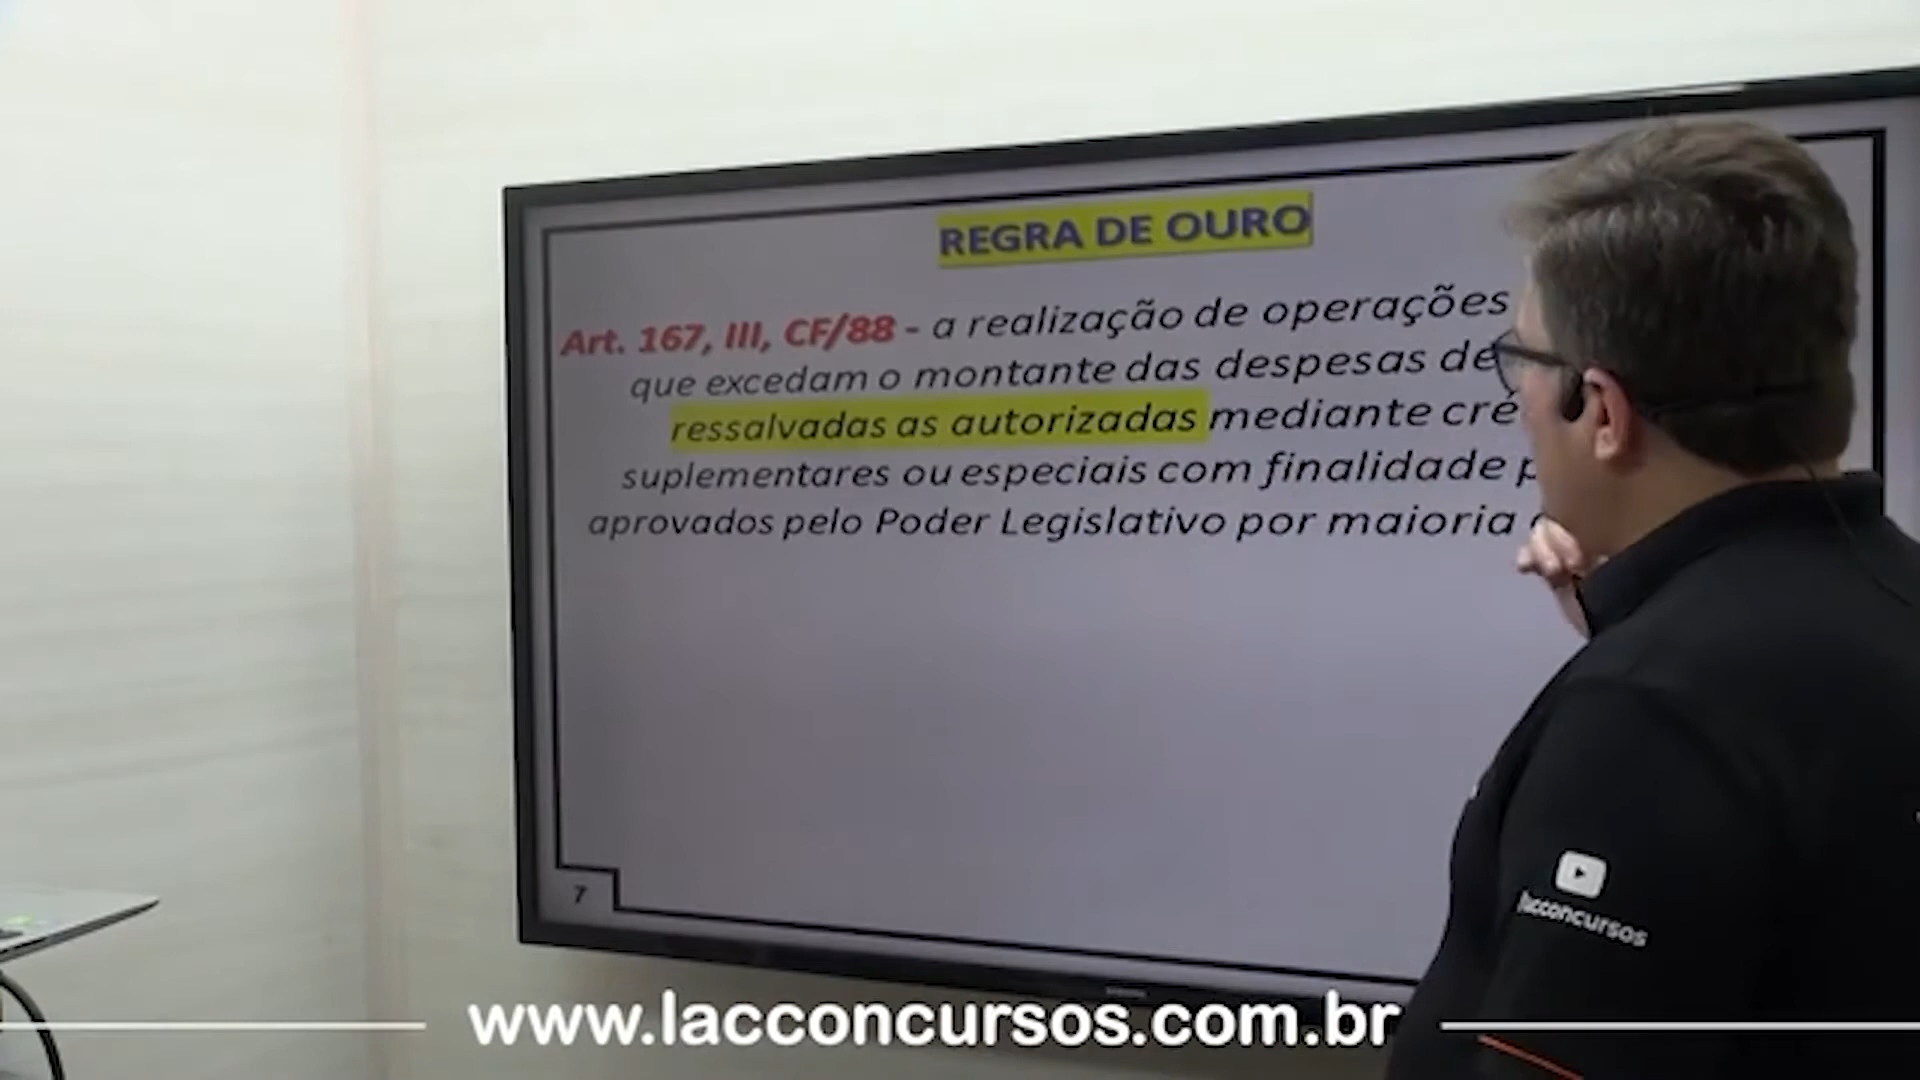 REGRA DE OURO
Art. 167, III, CF/88 - a realização de operações
que excedam o montante das despesas de
ressalvadas as autorizadas mediante cré
suplementares ou especiais com finalidade p
aprovados pelo Poder Legislativo por maioria
7
lacconcursos
www.lacconcursos.com.br